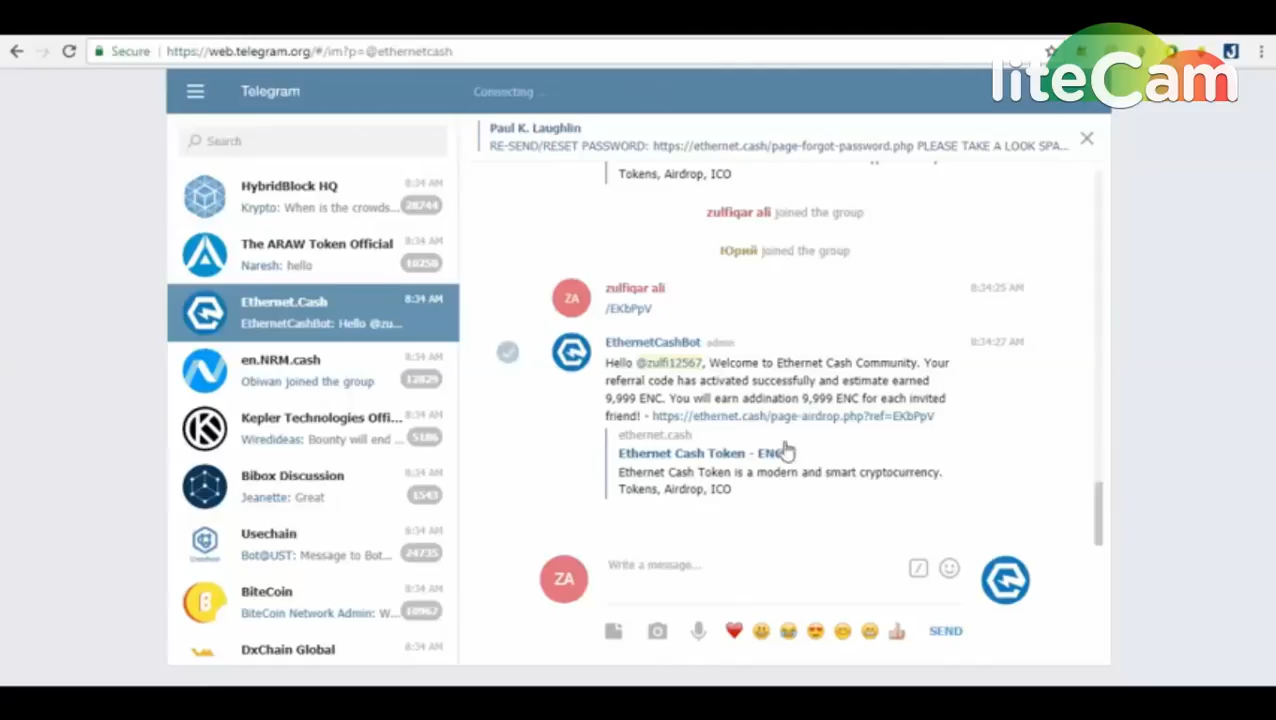 Secure | https://web.telegram.org/#/im?p=@ethernetcash
liteCam
Telegram
Connecting ...
Search
HybridBlock HQ 8:34 AM
Krypto: When is the crowds... 28744
The ARAW Token Official 8:34 AM
Naresh: hello 10250
Ethernet.Cash 8:34 AM
EthernetCashBot: Hello @zu...
en.NRM.cash 8:34 AM
Obiwan joined the group 12829
Kepler Technologies Offi... 8:34 AM
Wiredideas: Bounty will end ... 5186
Bibox Discussion 8:34 AM
Jeanette: Great 1543
Usechain 8:34 AM
Bot@UST: Message to Bot... 24735
BiteCoin 8:34 AM
BiteCoin Network Admin: W... 10967
DxChain Global
Paul K. Laughlin
RE-SEND/RESET PASSWORD: https://ethernet.cash/page-forgot-password.php PLEASE TAKE A LOOK SPA...
Tokens, Airdrop, ICO
zulfiqar ali joined the group
Юрий joined the group
ZA
zulfiqar ali 8:34:25 AM
/EKbPpV
EthernetCashBot admin 8:34:27 AM
Hello @zulfi12567, Welcome to Ethernet Cash Community. Your
referral code has activated successfully and estimate earned
9,999 ENC. You will earn addination 9,999 ENC for each invited
friend! - https://ethernet.cash/page-airdrop.php?ref=EKbPpV
ethernet.cash
Ethernet Cash Token - ENC
Ethernet Cash Token is a modern and smart cryptocurrency.
Tokens, Airdrop, ICO
ZA
Write a message...
SEND